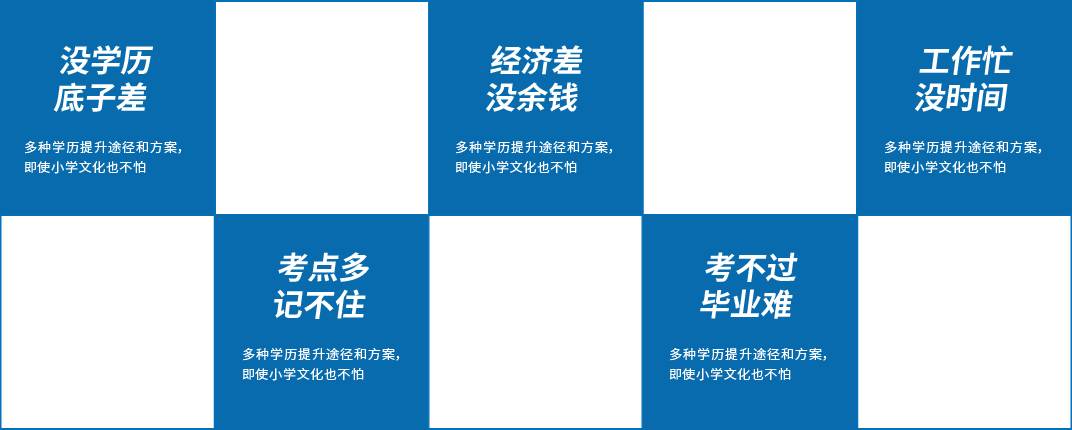 没学历
底子差
多种学历提升途径和方案，
即使小学文化也不怕
经济差
没余钱
多种学历提升途径和方案，
即使小学文化也不怕
工作忙
没时间
多种学历提升途径和方案，
即使小学文化也不怕
考点多
记不住
多种学历提升途径和方案，
即使小学文化也不怕
考不过
毕业难
多种学历提升途径和方案，
即使小学文化也不怕